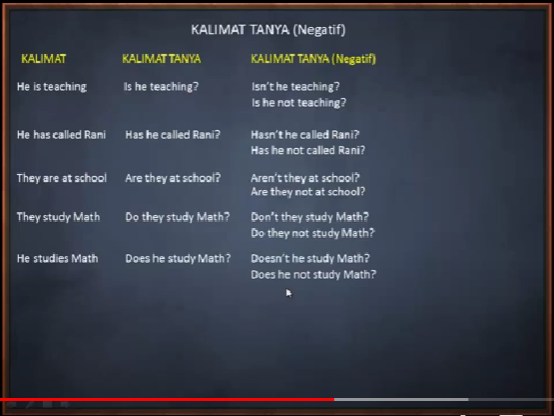 KALIMAT TANYA (Negatif)
KALIMAT KALIMAT TANYA KALIMAT TANYA (Negatif)
He is teaching Is he teaching? Isn't he teaching?
Is he not teaching?
He has called Rani Has he called Rani? Hasn't he called Rani?
Has he not called Rani?
They are at school Are they at school? Aren't they at school?
Are they not at school?
They study Math Do they study Math? Don't they study Math?
Do they not study Math?
He studies Math Does he study Math? Doesn't he study Math?
Does he not study Math?